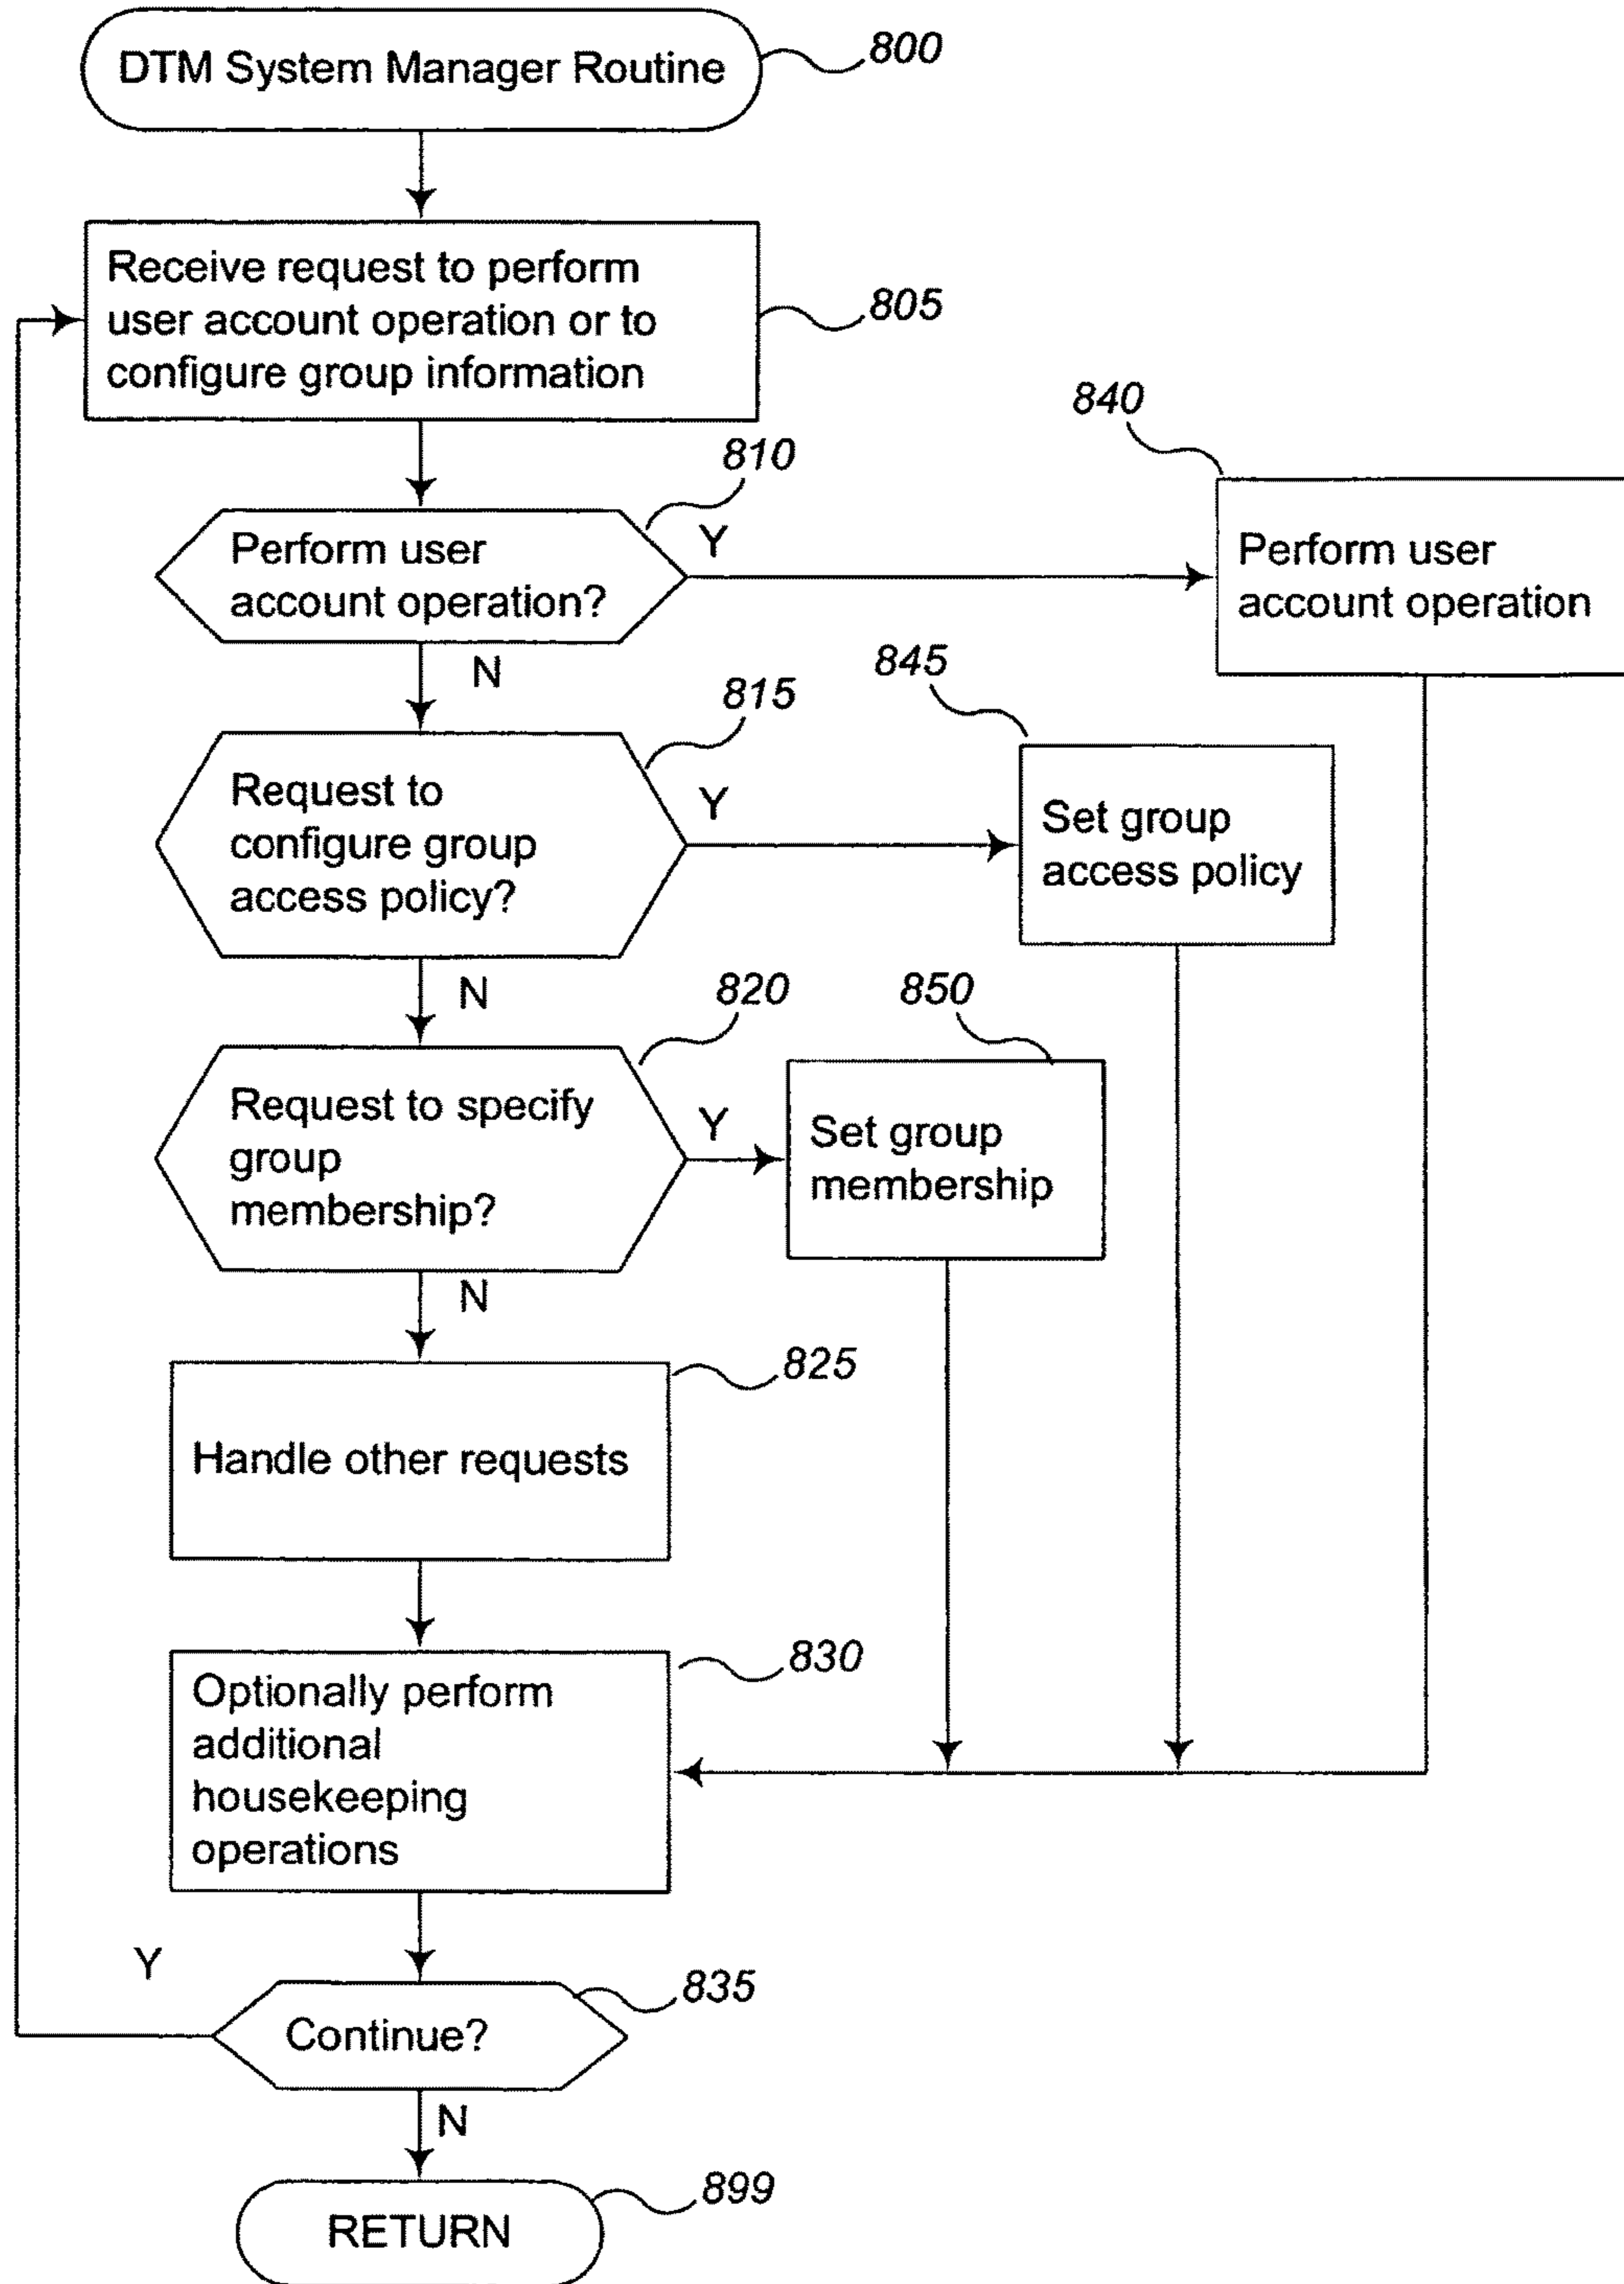 DTM System Manager Routine
800
Receive request to perform
user account operation or to
configure group information
805
840
810
Perform user
account operation?
Y
Perform user
account operation
N
845
815
Request to
configure group
access policy?
Y
Set group
access policy
N
820
850
Request to specify
group
membership?
Y
Set group
membership
N
825
Handle other requests
830
Optionally perform
additional
housekeeping
operations
Y
835
Continue?
N
899
RETURN